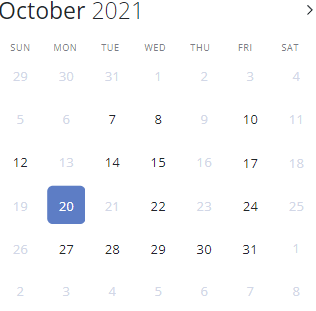 October 2021
SUN MON TUE WED THU FRI SAT
29 30 31 1 2 3 4
5 6 7 8 9 10 11
12 13 14 15 16 17 18
19 20 21 22 23 24 25
26 27 28 29 30 31 1
2 3 4 5 6 7 8